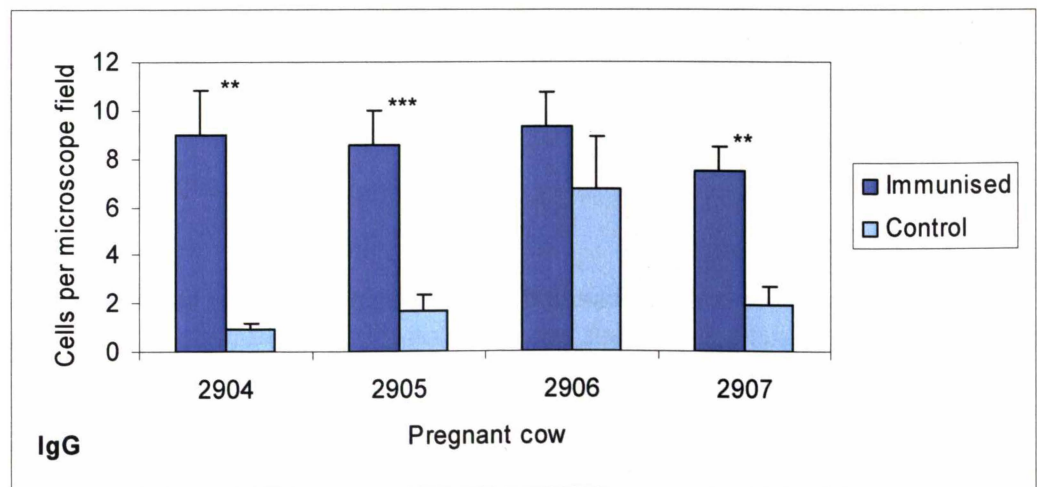 Cells per microscope field
12
10
8
6
4
2
0
**
***
**
2904 2905 2906 2907
Pregnant cow
IgG
Immunised
Control